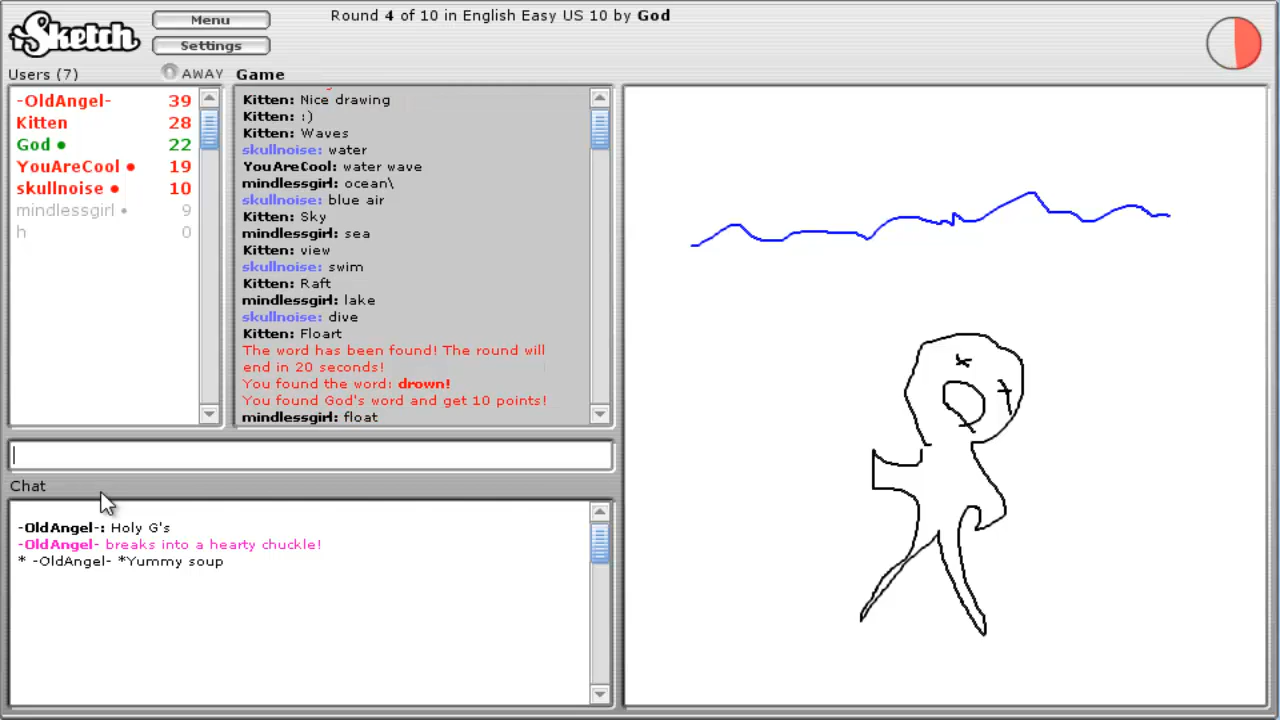 iSketch
Menu
Settings
Round 4 of 10 in English Easy US 10 by God
Users (7)
AWAY
Game
-OldAngel- 39
Kitten 28
God • 22
YouAreCool • 19
skullnoise • 10
mindlessgirl • 9
h 0
Kitten: Nice drawing
Kitten: :)
Kitten: Waves
skullnoise: water
YouAreCool: water wave
mindlessgirl: ocean\
skullnoise: blue air
Kitten: Sky
mindlessgirl: sea
Kitten: view
skullnoise: swim
Kitten: Raft
mindlessgirl: lake
skullnoise: dive
Kitten: Floart
The word has been found! The round will
end in 20 seconds!
You found the word: drown!
You found God's word and get 10 points!
mindlessgirl: float
Chat
-OldAngel-: Holy G's
-OldAngel- breaks into a hearty chuckle!
* -OldAngel- *Yummy soup